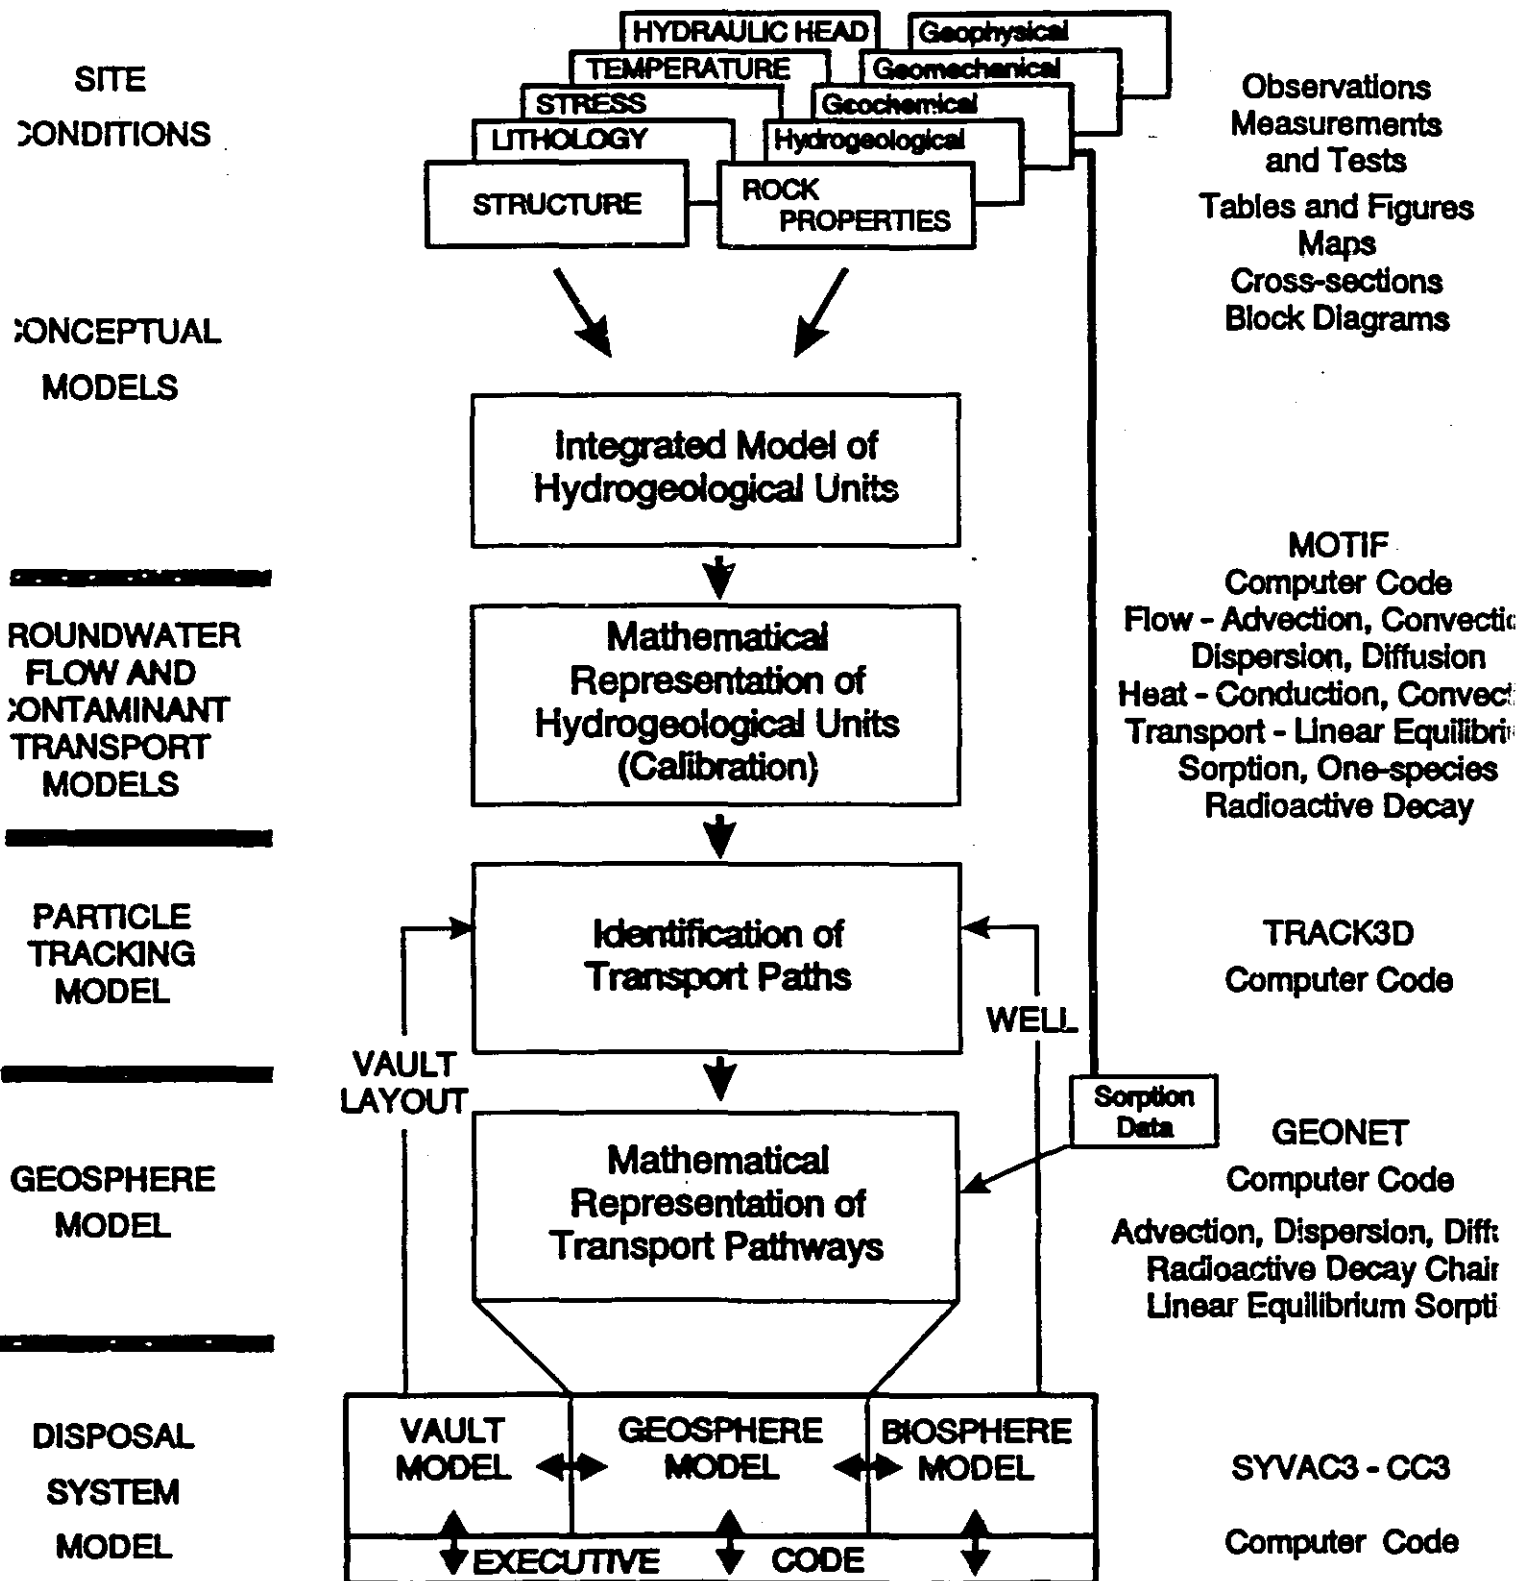 HYDRAULIC HEAD
Geophysical
TEMPERATURE
Geomechanical
STRESS
Geochemical
LITHOLOGY
Hydrogeological
STRUCTURE
ROCK
PROPERTIES
SITE
CONDITIONS
Observations
Measurements
and Tests
Tables and Figures
Maps
Cross-sections
Block Diagrams
CONCEPTUAL
MODELS
Integrated Model of
Hydrogeological Units
ROUNDWATER
FLOW AND
CONTAMINANT
TRANSPORT
MODELS
Mathematical
Representation of
Hydrogeological Units
(Calibration)
MOTIF
Computer Code
Flow - Advection, Convectic
Dispersion, Diffusion
Heat - Conduction, Convect
Transport - Linear Equilibri
Sorption, One-species
Radioactive Decay
PARTICLE
TRACKING
MODEL
Identification of
Transport Paths
TRACK3D
Computer Code
WELL
VAULT
LAYOUT
Sorption
Data
GEOSPHERE
MODEL
Mathematical
Representation of
Transport Pathways
GEONET
Computer Code
Advection, Dispersion, Diff
Radioactive Decay Chair
Linear Equilibrium Sorpti
DISPOSAL
SYSTEM
MODEL
VAULT
MODEL
GEOSPHERE
MODEL
BIOSPHERE
MODEL
EXECUTIVE CODE
SYVAC3 - CC3
Computer Code